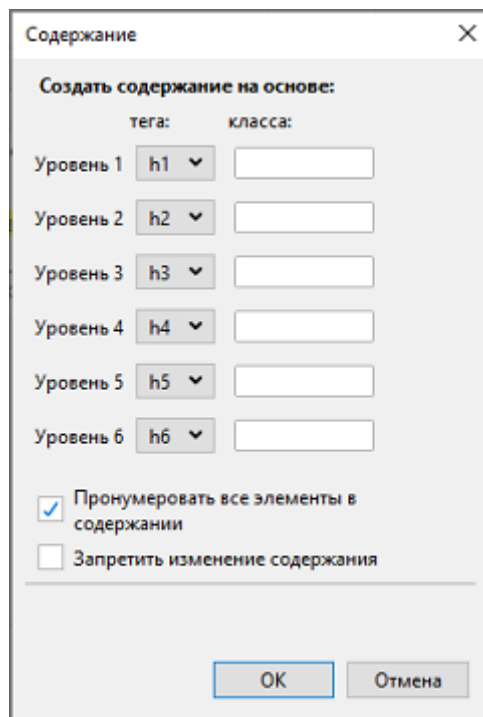 Содержание
Создать содержание на основе:
тега: класса:
Уровень 1 h1
Уровень 2 h2
Уровень 3 h3
Уровень 4 h4
Уровень 5 h5
Уровень 6 h6
Пронумеровать все элементы в
содержании
Запретить изменение содержания
OK Отмена